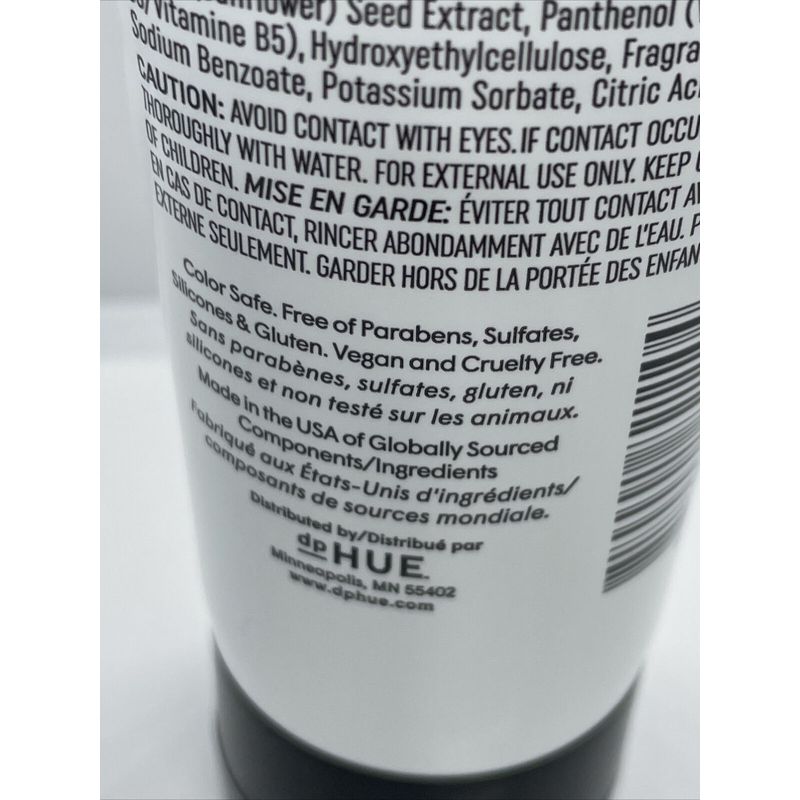 Seed Extract, Panthenol
Vitamine B5), Hydroxyethylcellulose,
Sodium Benzoate, Potassium Sorbate, Citric
CAUTION: AVOID CONTACT WITH EYES. IF CONTACT
THOROUGHLY WITH WATER. FOR EXTERNAL USE ONLY. KEEP
OF CHILDREN. MISE EN GARDE: ÉVITER TOUT CONTACT
EN CAS DE CONTACT, RINCER ABONDAMMENT AVEC DE L'EAU.
EXTERNE SEULEMENT. GARDER HORS DE LA PORTÉE DES
Color Safe. Free of Parabens, Sulfates,
Silicones & Gluten. Vegan and Cruelty Free.
Sans parabènes, sulfates, gluten, ni
silicones et non testé sur les animaux.
Made in the USA of Globally Sourced
Components/Ingredients
Fabriqué aux États-Unis d'ingrédients/
composants de sources mondiale.
Distributed by/Distribué par
dpHUE
Minneapolis, MN 55402
www.dphue.com